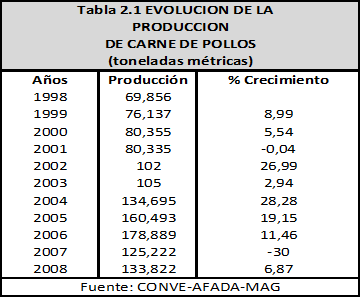 Tabla 2.1 EVOLUCION DE LA
PRODUCCION
DE CARNE DE POLLOS
(toneladas métricas)
Años Producción % Crecimiento
1998 69,856
1999 76,137 8,99
2000 80,355 5,54
2001 80,335 -0,04
2002 102 26,99
2003 105 2,94
2004 134,695 28,28
2005 160,493 19,15
2006 178,889 11,46
2007 125,222 -30
2008 133,822 6,87
Fuente: CONVE-AFADA-MAG